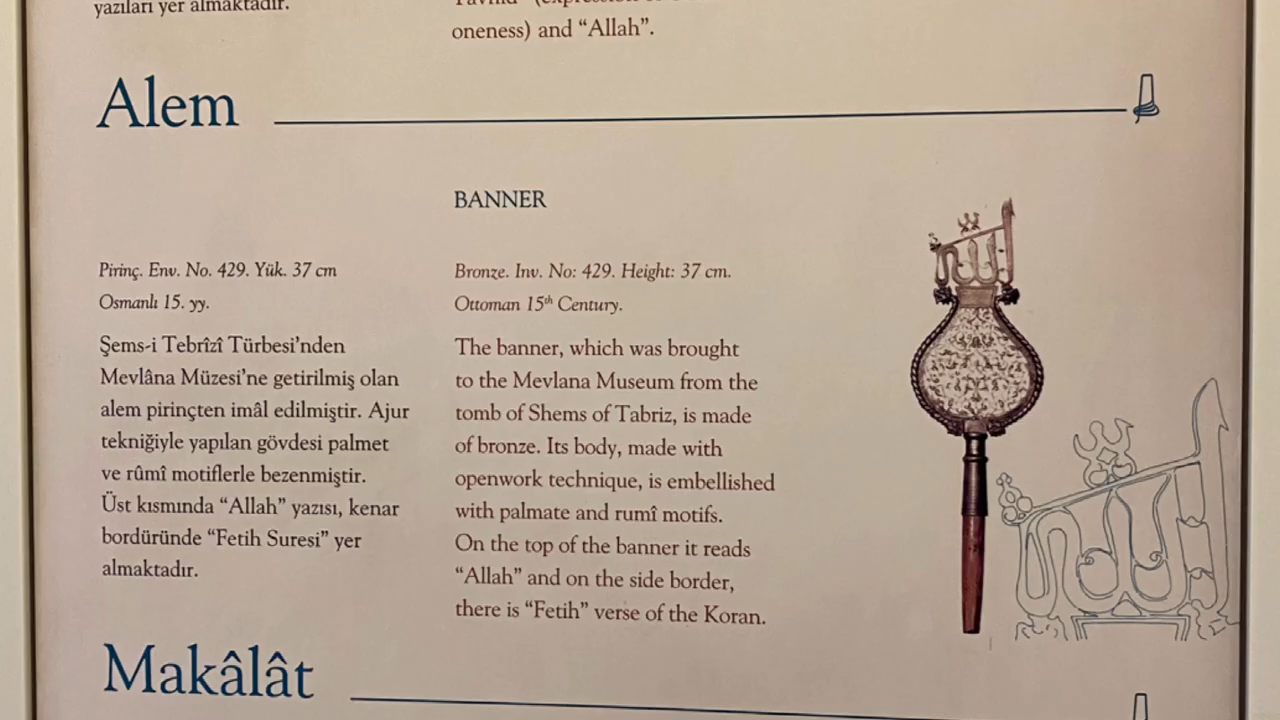 yazıları yer almaktadır.
oneness) and “Allah”.
Alem
BANNER
Pirinç. Env. No. 429. Yük. 37 cm
Osmanlı 15. yy.
Şems-i Tebrîzî Türbesi’nden
Mevlâna Müzesi’ne getirilmiş olan
alem pirinçten imâl edilmiştir. Ajur
tekniğiyle yapılan gövdesi palmet
ve rûmî motiflerle bezenmiştir.
Üst kısmında “Allah” yazısı, kenar
bordüründe “Fetih Suresi” yer
almaktadır.
Bronze. Inv. No: 429. Height: 37 cm.
Ottoman 15th Century.
The banner, which was brought
to the Mevlana Museum from the
tomb of Shems of Tabriz, is made
of bronze. Its body, made with
openwork technique, is embellished
with palmate and rumî motifs.
On the top of the banner it reads
“Allah” and on the side border,
there is “Fetih” verse of the Koran.
الله
الله
Makâlât